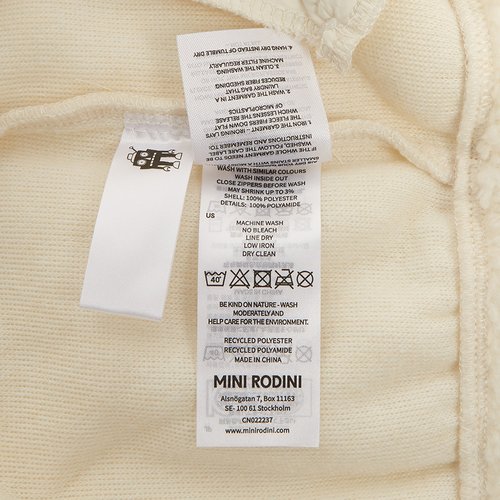 4. HANG DRY INSTEAD OF TUMBLE DRY
MACHINE FILTER REGULARLY
3. CLEAN THE WASHING
REDUCES FIBER SHEDDING
LAUNDRY BAG THAT
2. WASH THE GARMENT IN A
OF MICROPLASTICS
WHICH LESSENS THE RELEASE
THE FLEECE FIBERS DOWN FLAT
1. IRON THE GARMENT - IRONING LAYS
RECOMMENDATIONS AND INSTRUCTIONS
WASHED, FOLLOW THE CARE LABEL
IF THE WHOLE GARMENT NEEDS TO BE
SMALLER STAINS
WASH WITH SIMILAR COLOURS
WASH INSIDE OUT
CLOSE ZIPPERS BEFORE WASH
MAY SHRINK UP TO 3%
SHELL: 100% POLYESTER
DETAILS: 100% POLYAMIDE
US
MACHINE WASH
NO BLEACH
LINE DRY
LOW IRON
DRY CLEAN
40°
BE KIND ON NATURE - WASH
MODERATELY AND
HELP CARE FOR THE ENVIRONMENT.
RECYCLED POLYESTER
RECYCLED POLYAMIDE
MADE IN CHINA
MINI RODINI
Alsnögatan 7, Box 11163
SE- 100 61 Stockholm
CN022237
www.minirodini.com